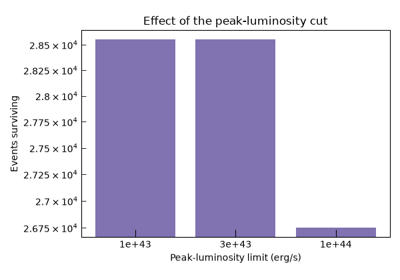 Effect of the peak-luminosity cut
2.85 × 10⁴
2.825 × 10⁴
2.8 × 10⁴
2.775 × 10⁴
2.75 × 10⁴
2.725 × 10⁴
2.7 × 10⁴
2.675 × 10⁴
Events surviving
1e+43 3e+43 1e+44
Peak-luminosity limit (erg/s)